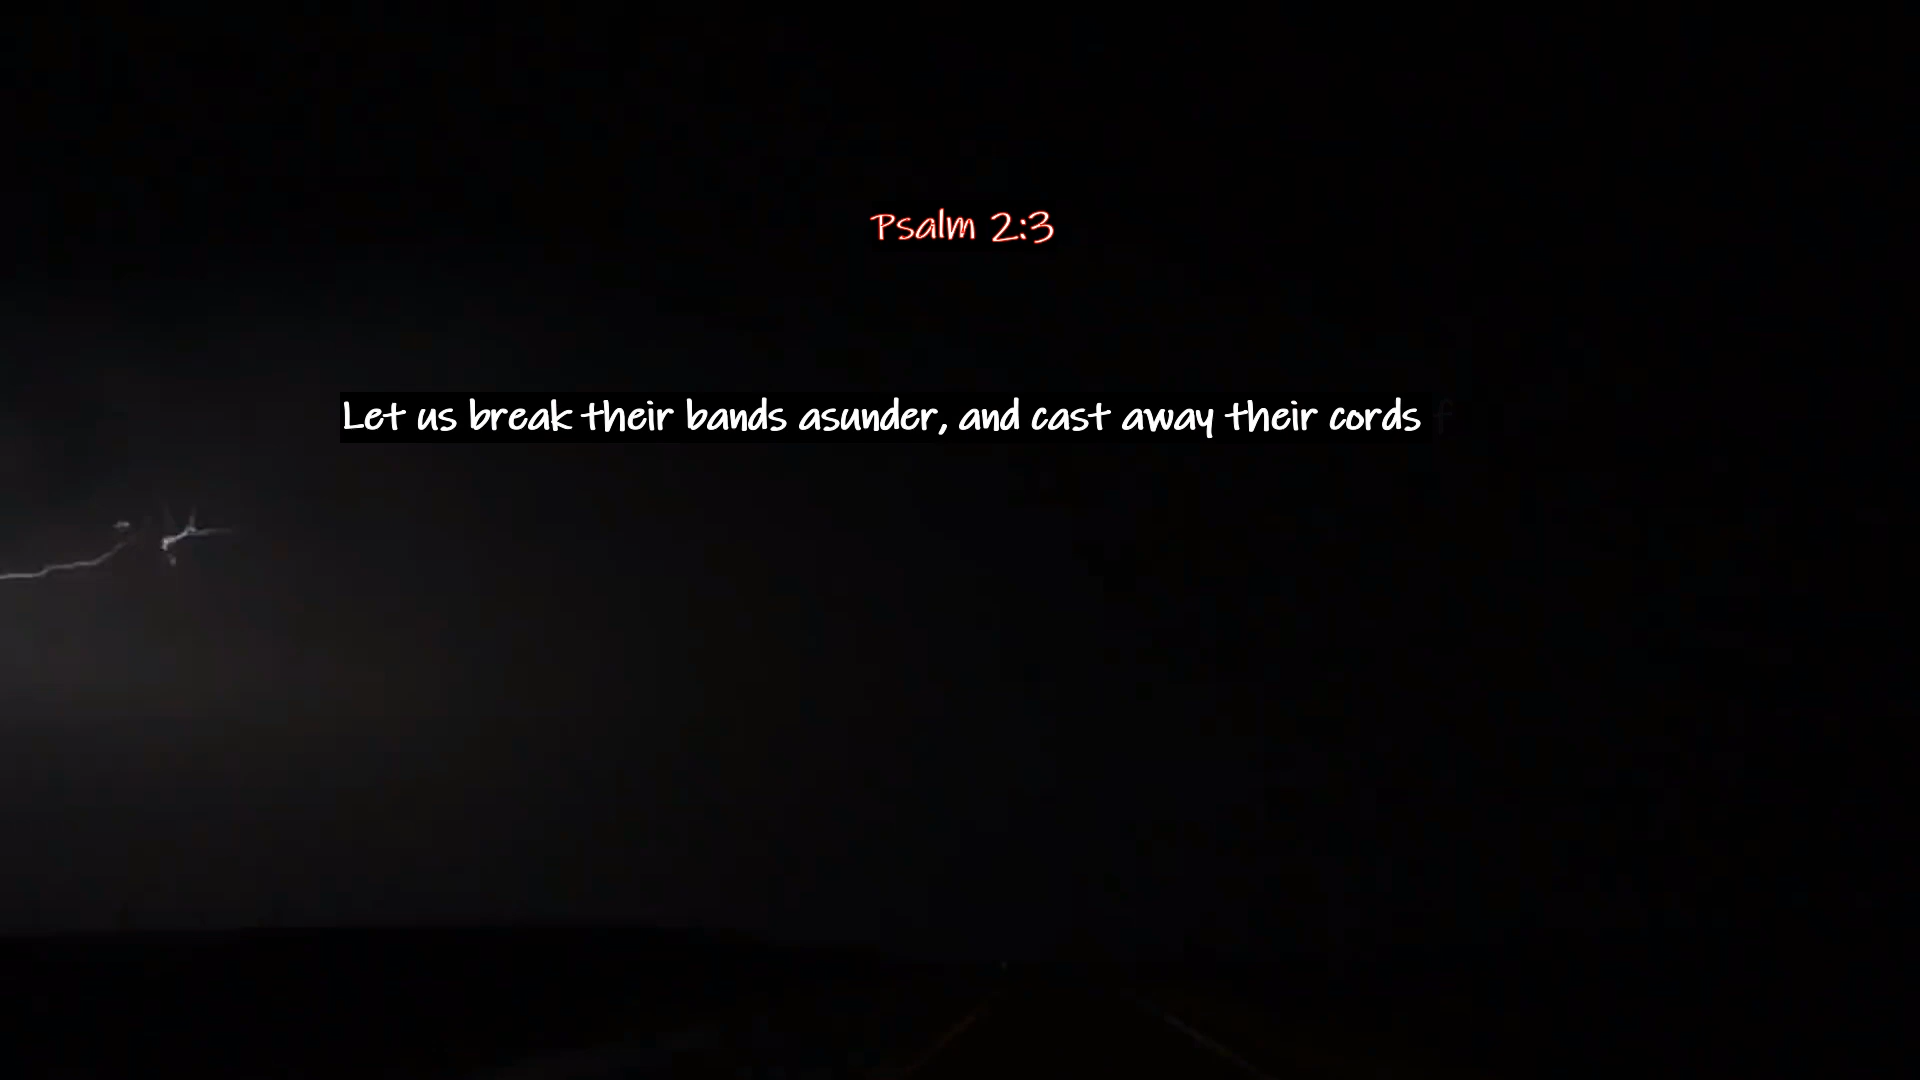 Psalm 2:3
Let us break their bands asunder, and cast away their cords